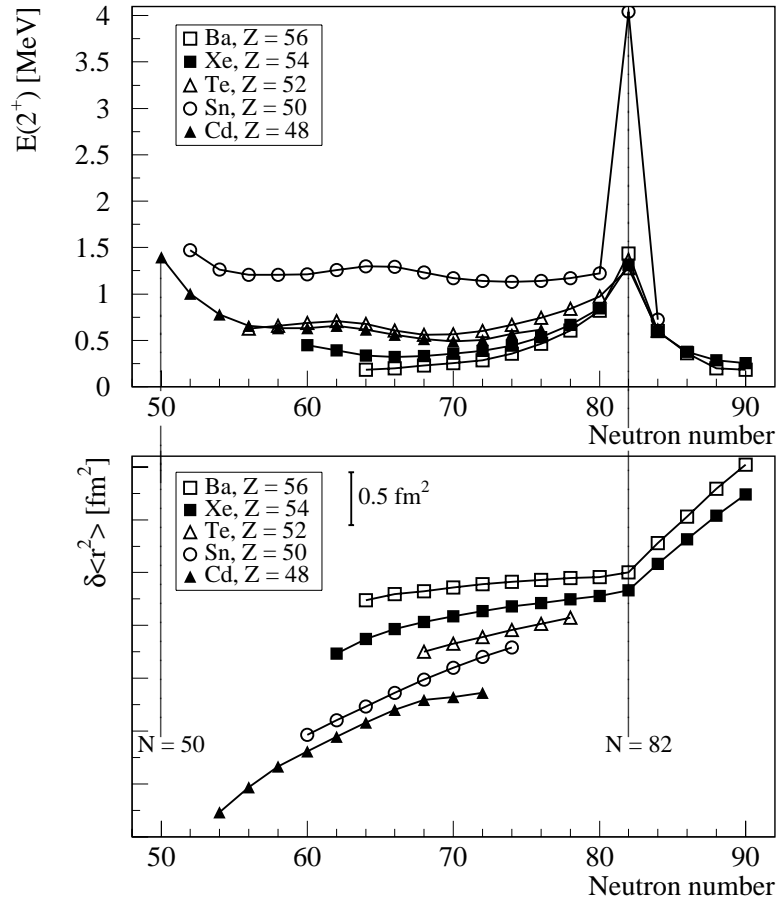 E(2⁺) [MeV]
4
3.5
3
2.5
2
1.5
1
0.5
0
Ba, Z = 56
Xe, Z = 54
Te, Z = 52
Sn, Z = 50
Cd, Z = 48
50 60 70 80 90
Neutron number
δ<r²> [fm²]
Ba, Z = 56
Xe, Z = 54
Te, Z = 52
Sn, Z = 50
Cd, Z = 48
0.5 fm²
N = 50
N = 82
50 60 70 80 90
Neutron number